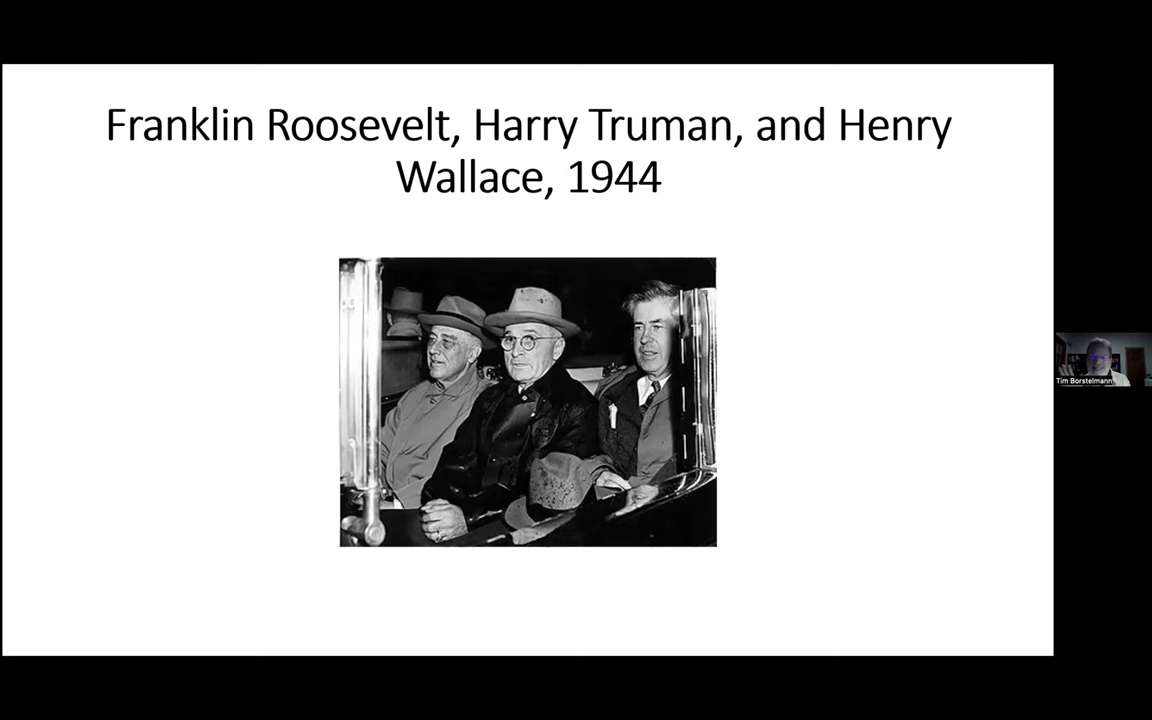 Franklin Roosevelt, Harry Truman, and Henry
Wallace, 1944
Tim Borstelmann